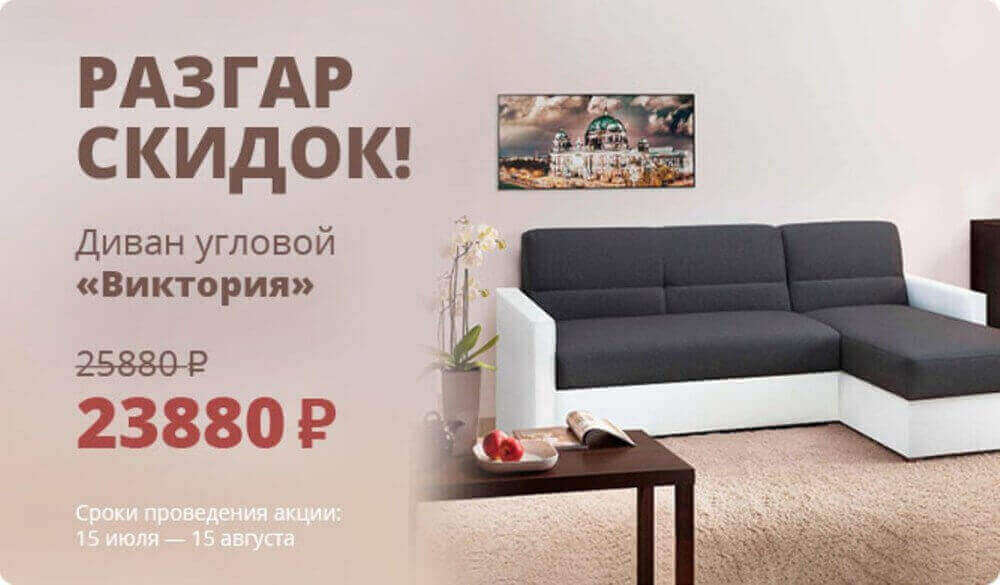 РАЗГАР
СКИДОК!
Диван угловой
«Виктория»
25880 ₽
23880 ₽
Сроки проведения акции:
15 июля — 15 августа